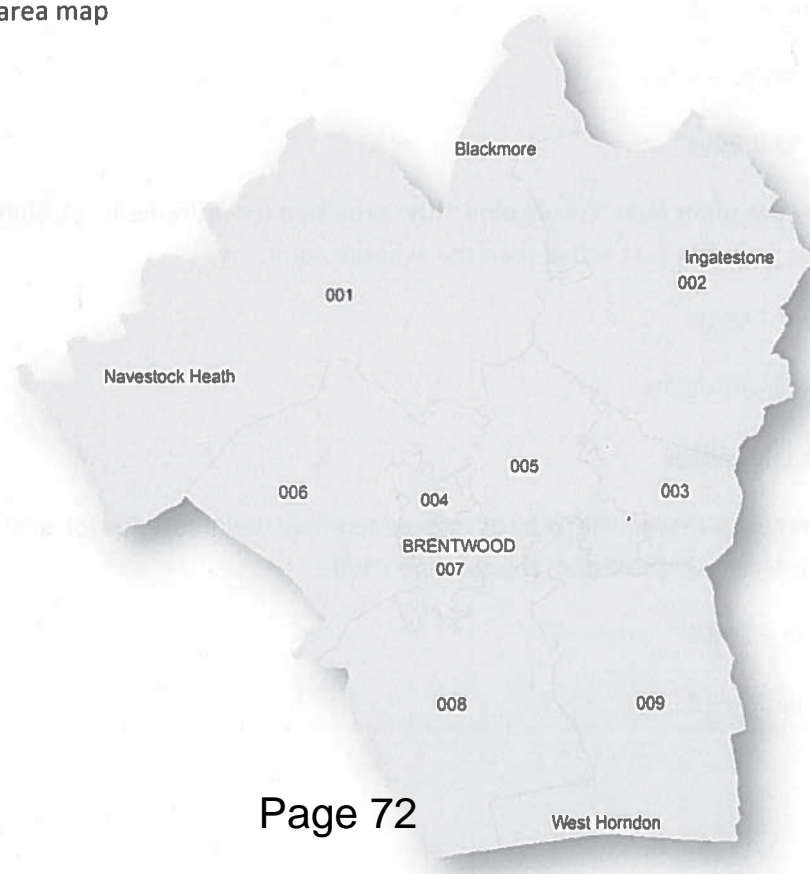 area map
Blackmore
Ingatestone
002
001
Navestock Heath
005
006
004
003
BRENTWOOD
007
008
009
Page 72
West Horndon